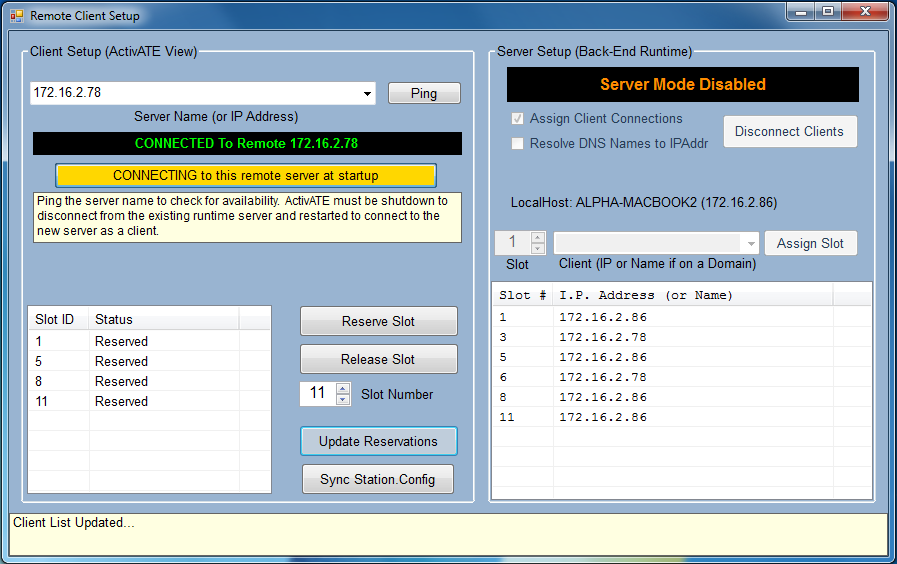 Remote Client Setup
Client Setup (ActivATE View)
172.16.2.78
Ping
Server Name (or IP Address)
CONNECTED To Remote 172.16.2.78
CONNECTING to this remote server at startup
Ping the server name to check for availability. ActivATE must be shutdown to
disconnect from the existing runtime server and restarted to connect to the
new server as a client.
Slot ID Status
1 Reserved
5 Reserved
8 Reserved
11 Reserved
Reserve Slot
Release Slot
11 Slot Number
Update Reservations
Sync Station.Config
Server Setup (Back-End Runtime)
Server Mode Disabled
Assign Client Connections
Resolve DNS Names to IPAddr
Disconnect Clients
LocalHost: ALPHA-MACBOOK2 (172.16.2.86)
1
Assign Slot
Slot Client (IP or Name if on a Domain)
Slot # I.P. Address (or Name)
1 172.16.2.86
3 172.16.2.78
5 172.16.2.86
6 172.16.2.78
8 172.16.2.86
11 172.16.2.86
Client List Updated...